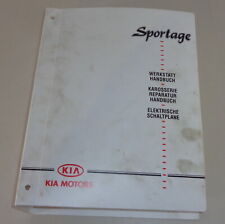 Sportage
WERKSTATT
HANDBUCH
KAROSSERIE
REPARATUR
HANDBUCH
ELEKTRISCHE
SCHALTPLÄNE
KIA
KIA MOTORS